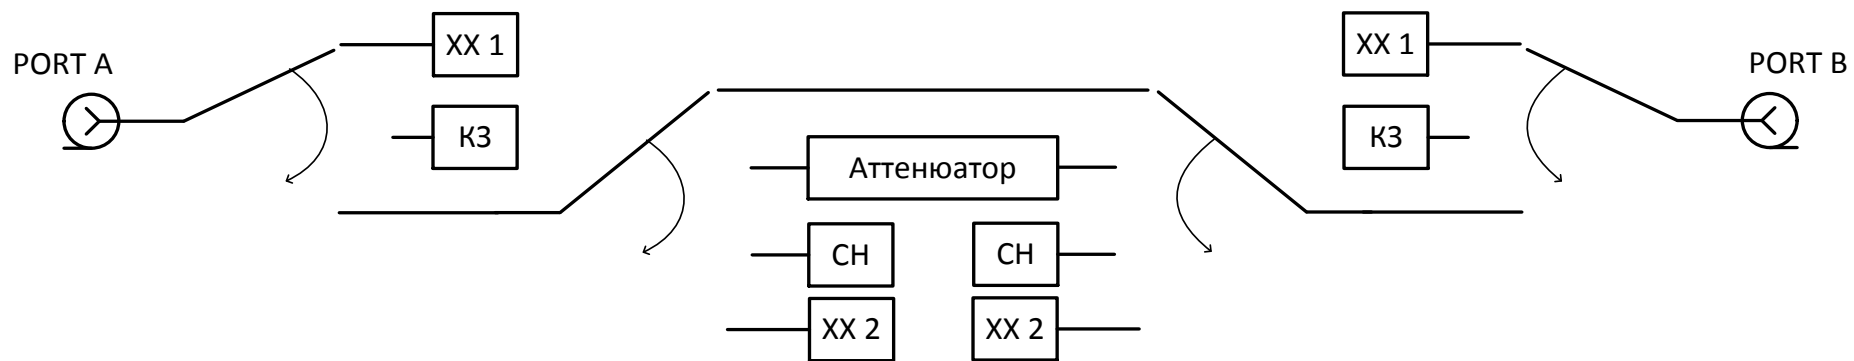 XX 1
XX 1
PORT A
PORT B
КЗ
КЗ
Аттенюатор
СН
СН
XX 2
XX 2